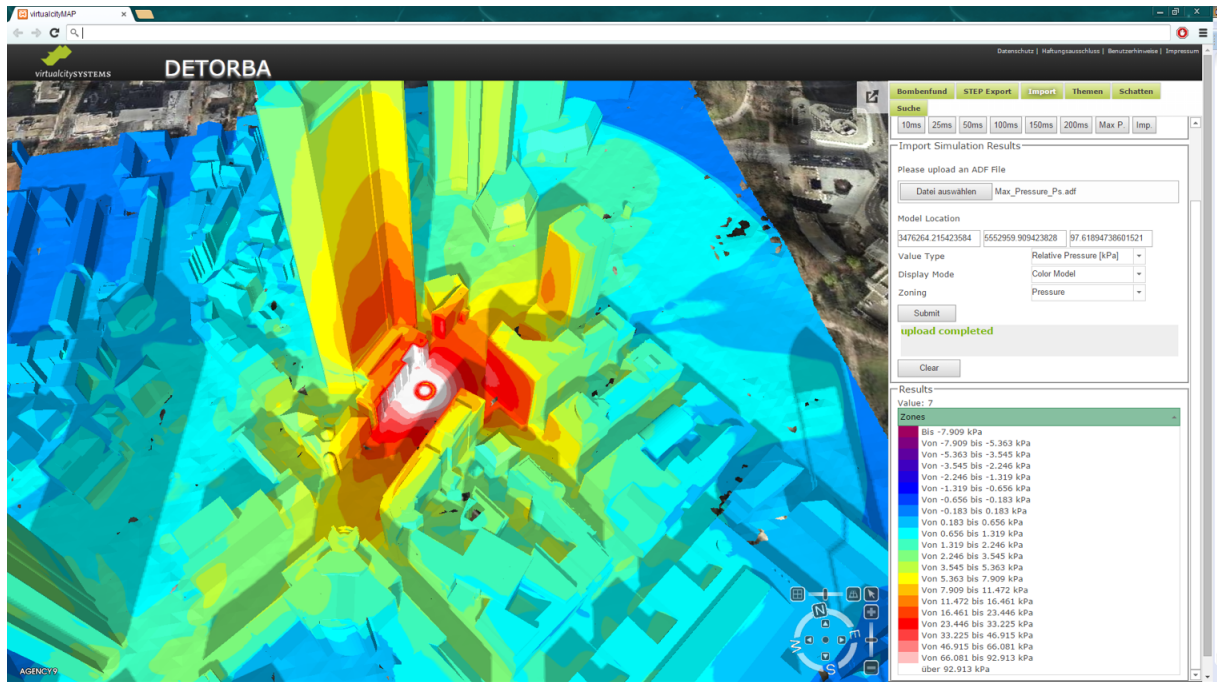 virtualcityMAP
Datenschutz | Haftungsausschluss | Benutzerhinweise | Impressum
virtualcitySYSTEMS
DETORBA
Bombenfund STEP Export Import Themen Schatten
Suche
10ms 25ms 50ms 100ms 150ms 200ms Max P. Imp.
Import Simulation Results
Please upload an ADF File
Datei auswählen Max_Pressure_Ps.adf
Model Location
3476264.215423584 5552959.909423828 97.61894738601521
Value Type Relative Pressure [kPa]
Display Mode Color Model
Zoning Pressure
Submit
upload completed
Clear
Results
Value: 7
Zones
Bis -7.909 kPa
Von -7.909 bis -5.363 kPa
Von -5.363 bis -3.545 kPa
Von -3.545 bis -2.246 kPa
Von -2.246 bis -1.319 kPa
Von -1.319 bis -0.656 kPa
Von -0.656 bis -0.183 kPa
Von -0.183 bis 0.183 kPa
Von 0.183 bis 0.656 kPa
Von 0.656 bis 1.319 kPa
Von 1.319 bis 2.246 kPa
Von 2.246 bis 3.545 kPa
Von 3.545 bis 5.363 kPa
Von 5.363 bis 7.909 kPa
Von 7.909 bis 11.472 kPa
Von 11.472 bis 16.461 kPa
Von 16.461 bis 23.446 kPa
Von 23.446 bis 33.225 kPa
Von 33.225 bis 46.915 kPa
Von 46.915 bis 66.081 kPa
Von 66.081 bis 92.913 kPa
über 92.913 kPa
N
W E
S
AGENCY9